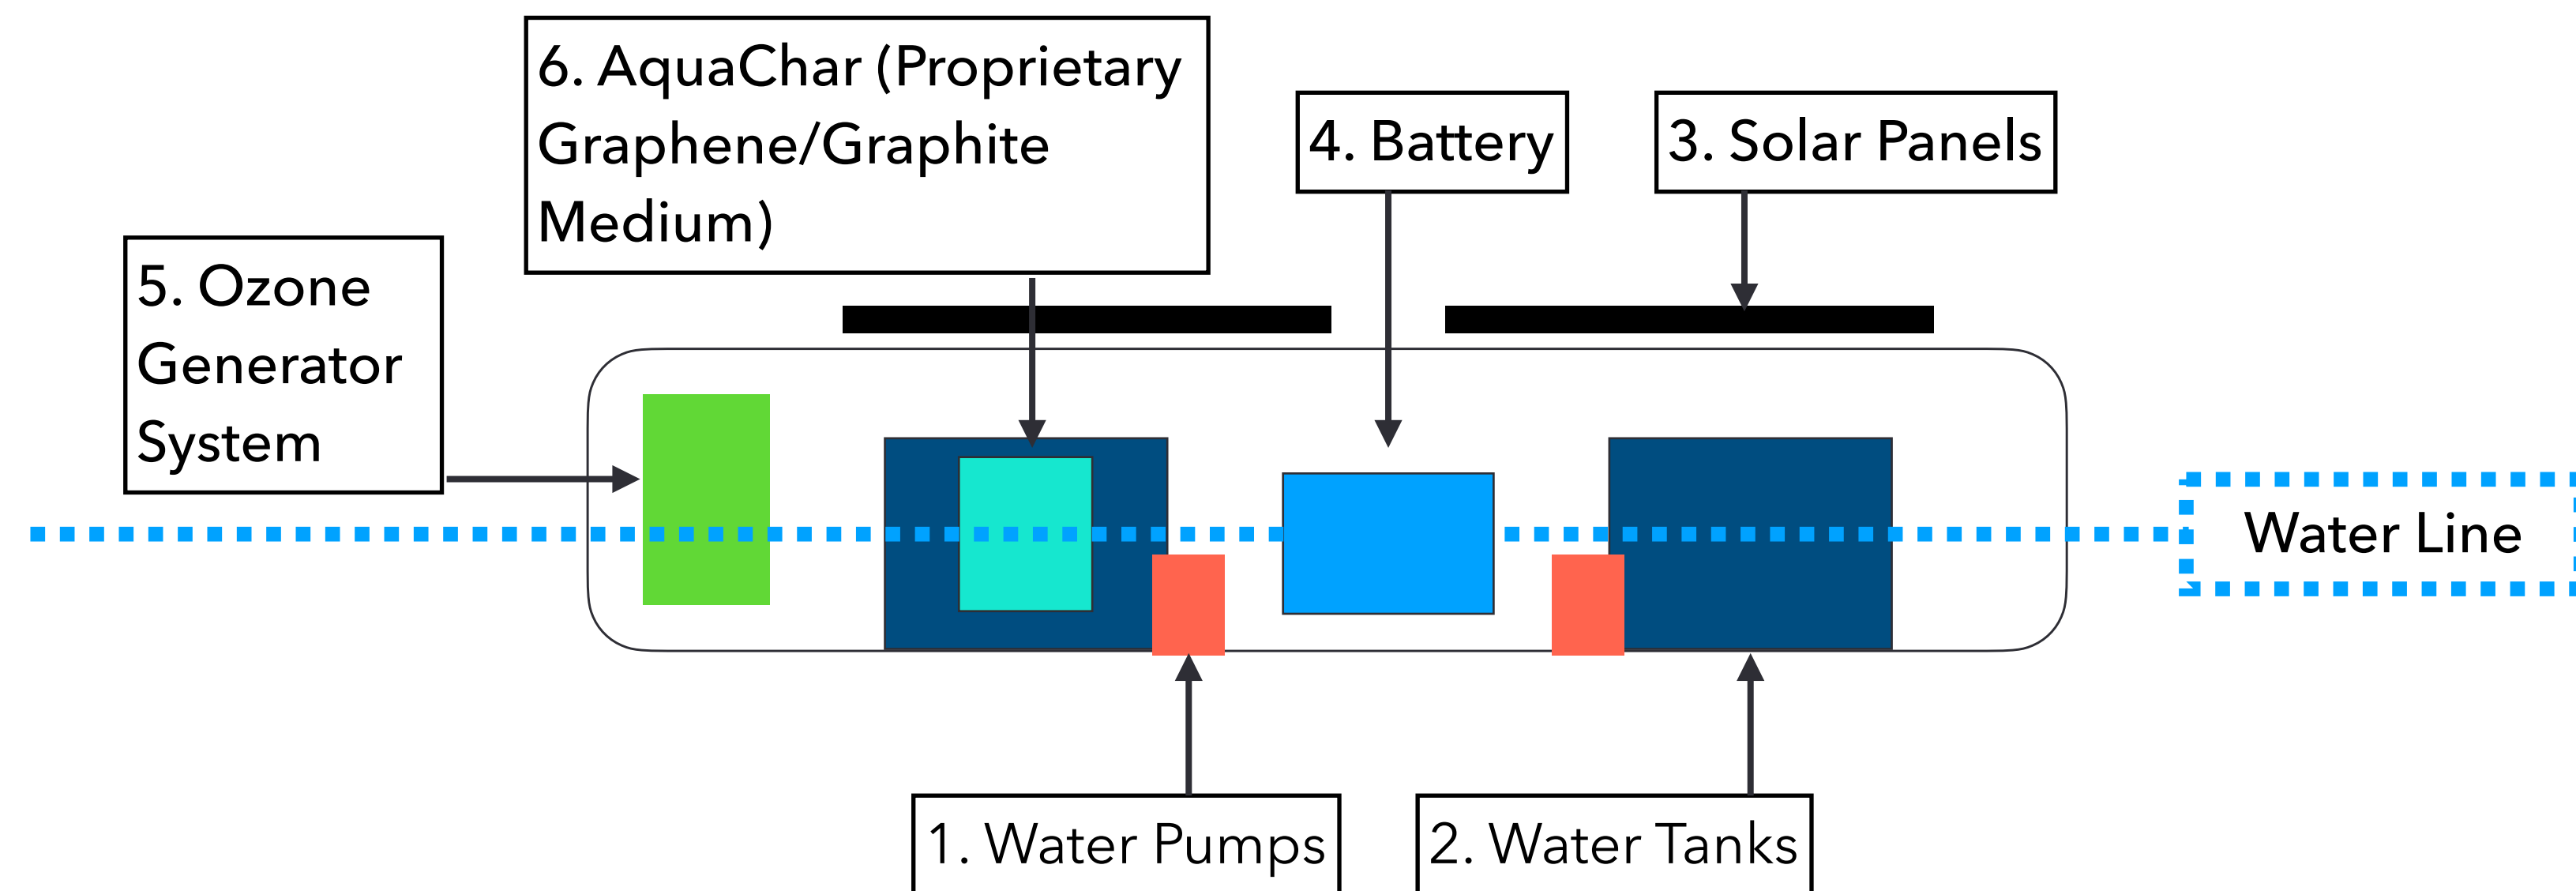 6. AquaChar (Proprietary
Graphene/Graphite
Medium)
4. Battery
3. Solar Panels
5. Ozone
Generator
System
Water Line
1. Water Pumps
2. Water Tanks